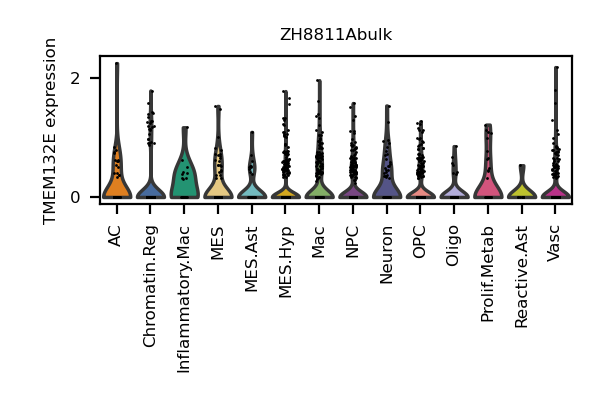 ZH8811Abulk
TMEM132E expression
2
0
AC
Chromatin.Reg
Inflammatory.Mac
MES
MES.Ast
MES.Hyp
Mac
NPC
Neuron
OPC
Oligo
Prolif.Metab
Reactive.Ast
Vasc